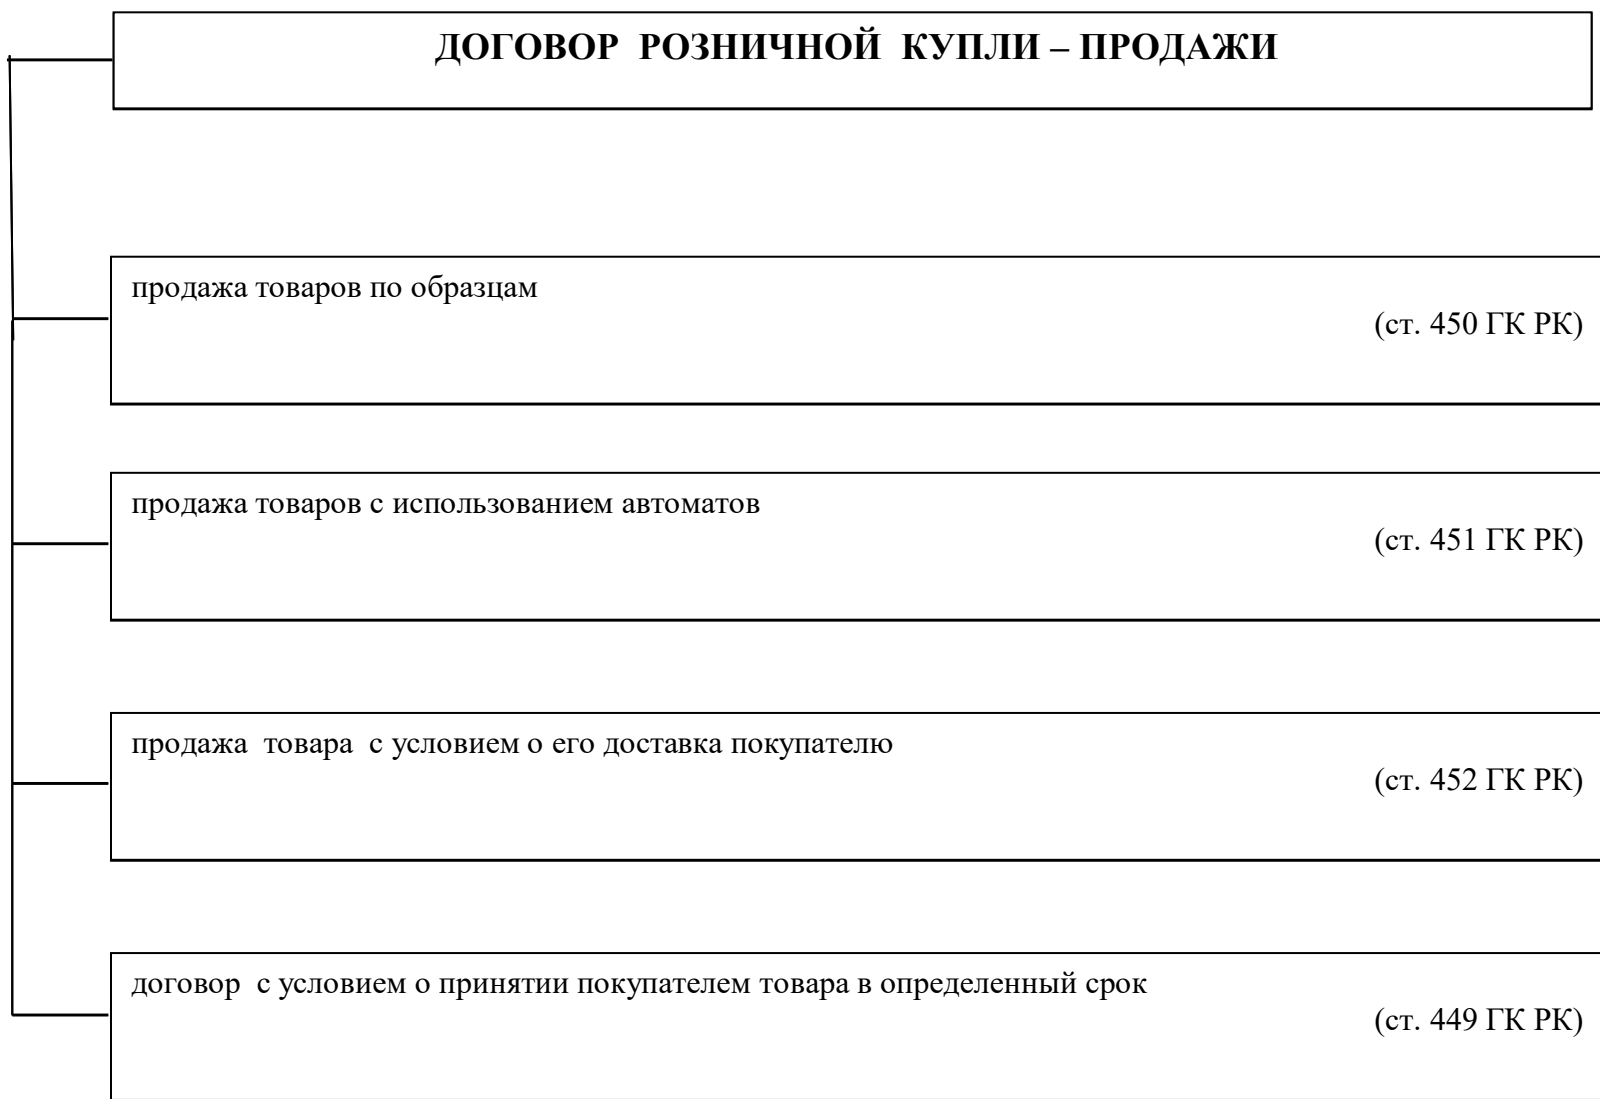 ДОГОВОР РОЗНИЧНОЙ КУПЛИ – ПРОДАЖИ
продажа товаров по образцам
(ст. 450 ГК РК)
продажа товаров с использованием автоматов
(ст. 451 ГК РК)
продажа товара с условием о его доставка покупателю
(ст. 452 ГК РК)
договор с условием о принятии покупателем товара в определенный срок
(ст. 449 ГК РК)